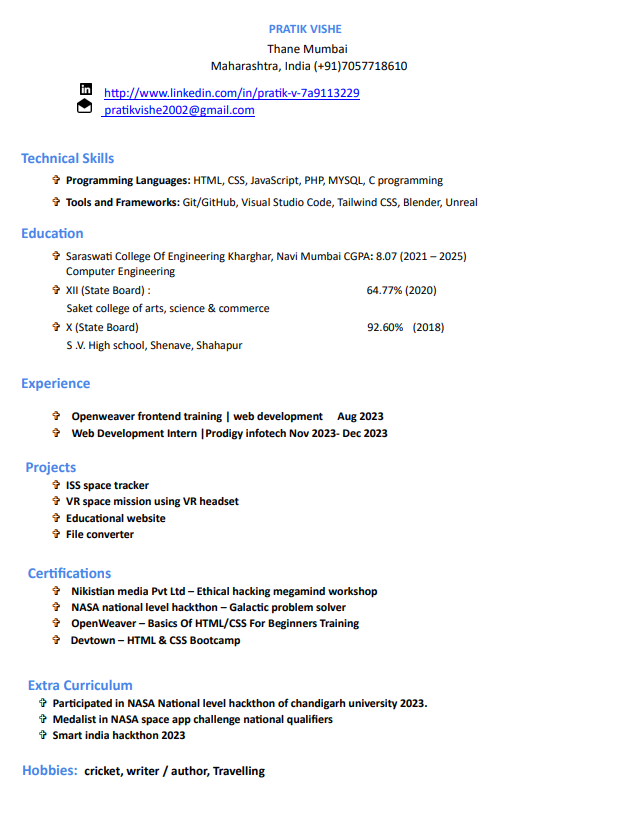 PRATIK VISHE
Thane Mumbai
Maharashtra, India (+91)7057718610
http://www.linkedin.com/in/pratik-v-7a9113229
pratikvishe2002@gmail.com
Technical Skills
Programming Languages: HTML, CSS, JavaScript, PHP, MYSQL, C programming
Tools and Frameworks: Git/GitHub, Visual Studio Code, Tailwind CSS, Blender, Unreal
Education
Saraswati College Of Engineering Kharghar, Navi Mumbai CGPA: 8.07 (2021 – 2025)
Computer Engineering
XII (State Board) : 64.77% (2020)
Saket college of arts, science & commerce
X (State Board) 92.60% (2018)
S .V. High school, Shenave, Shahapur
Experience
Openweaver frontend training | web development Aug 2023
Web Development Intern |Prodigy infotech Nov 2023- Dec 2023
Projects
ISS space tracker
VR space mission using VR headset
Educational website
File converter
Certifications
Nikistian media Pvt Ltd – Ethical hacking megamind workshop
NASA national level hackthon – Galactic problem solver
OpenWeaver – Basics Of HTML/CSS For Beginners Training
Devtown – HTML & CSS Bootcamp
Extra Curriculum
Participated in NASA National level hackthon of chandigarh university 2023.
Medalist in NASA space app challenge national qualifiers
Smart india hackthon 2023
Hobbies: cricket, writer / author, Travelling